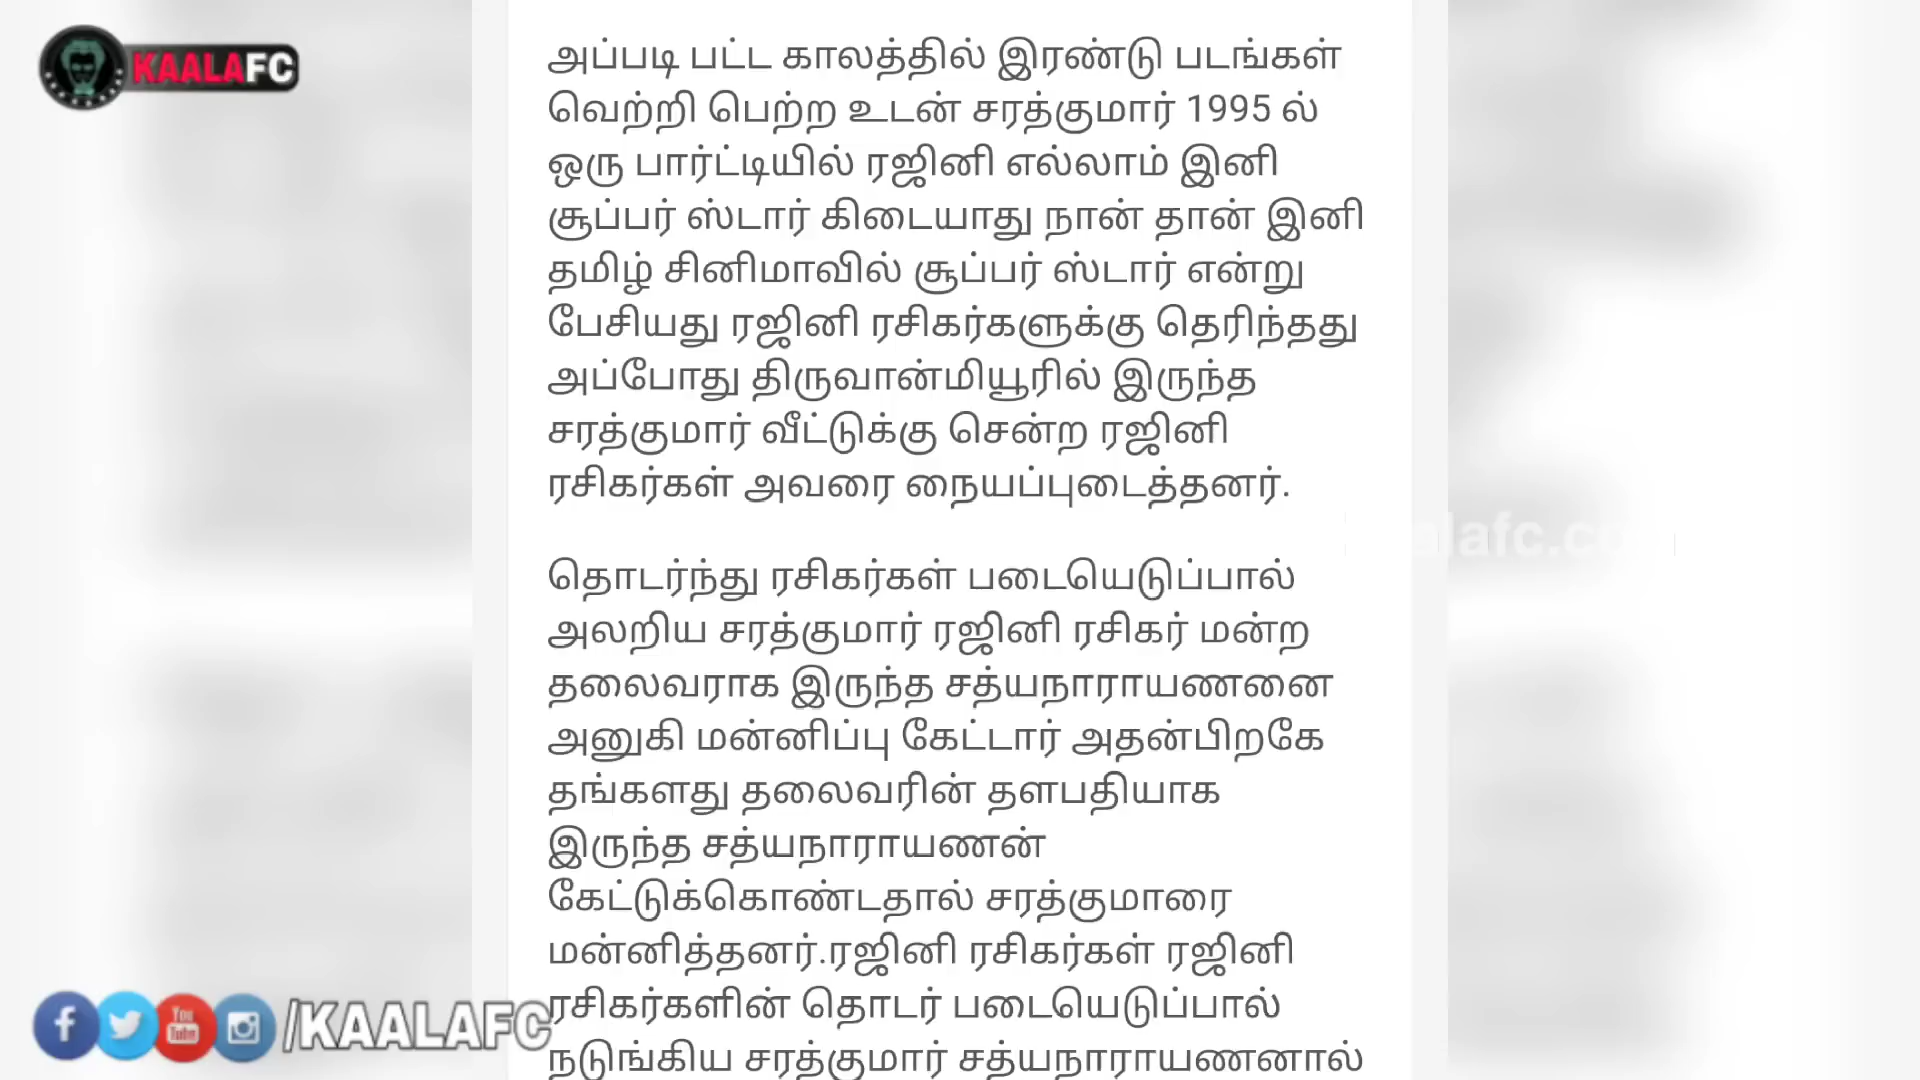 KAALAFC
அப்படி பட்ட காலத்தில் இரண்டு படங்கள்
வெற்றி பெற்ற உடன் சரத்குமார் 1995 ல்
ஒரு பார்ட்டியில் ரஜினி எல்லாம் இனி
சூப்பர் ஸ்டார் கிடையாது நான் தான் இனி
தமிழ் சினிமாவில் சூப்பர் ஸ்டார் என்று
பேசியது ரஜினி ரசிகர்களுக்கு தெரிந்தது
அப்போது திருவான்மியூரில் இருந்த
சரத்குமார் வீட்டுக்கு சென்ற ரஜினி
ரசிகர்கள் அவரை நையப்புடைத்தனர்.
தொடர்ந்து ரசிகர்கள் படையெடுப்பால்
அலறிய சரத்குமார் ரஜினி ரசிகர் மன்ற
தலைவராக இருந்த சத்யநாராயணனை
அனுகி மன்னிப்பு கேட்டார் அதன்பிறகே
தங்களது தலைவரின் தளபதியாக
இருந்த சத்யநாராயணன்
கேட்டுக்கொண்டதால் சரத்குமாரை
மன்னித்தனர்.ரஜினி ரசிகர்கள் ரஜினி
ரசிகர்களின் தொடர் படையெடுப்பால்
நடுங்கிய சரத்குமார் சத்யநாராயணனால்
You Tube
/KAALAFC